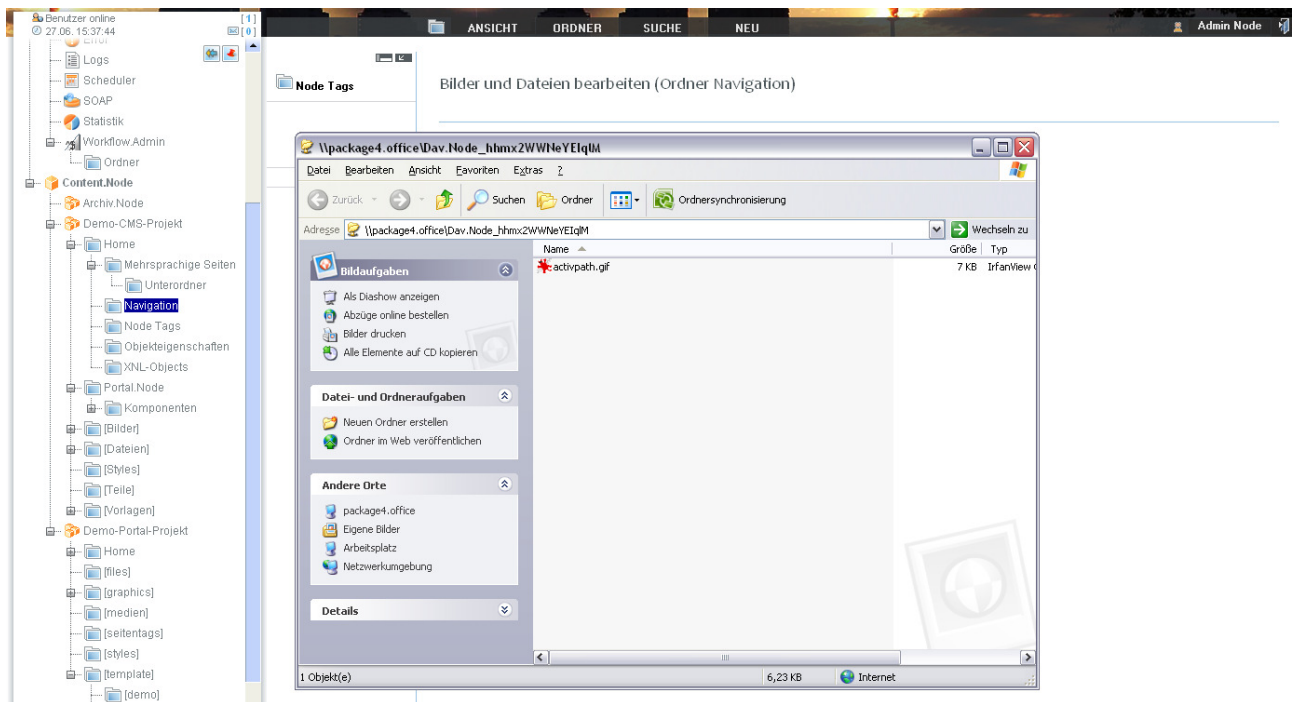 Benutzer online [1]
27.06. 15:37:44 [0]
ANSICHT ORDNER SUCHE NEU
Admin Node
Error
Logs
Scheduler
SOAP
Statistik
Workflow.Admin
Ordner
Content.Node
Archiv.Node
Demo-CMS-Projekt
Home
Mehrsprachige Seiten
Unterordner
Navigation
Node Tags
Objekteigenschaften
XNL-Objects
Portal.Node
Komponenten
[Bilder]
[Dateien]
[Styles]
[Teile]
[Vorlagen]
Demo-Portal-Projekt
Home
[files]
[graphics]
[medien]
[seitentags]
[styles]
[template]
[demo]
Node Tags
Bilder und Dateien bearbeiten (Ordner Navigation)
\\package4.office\Dav.Node_hhmx2WWNeYEIqlM
Datei Bearbeiten Ansicht Favoriten Extras ?
Zurück Suchen Ordner Ordnersynchronisierung
Adresse \\package4.office\Dav.Node_hhmx2WWNeYEIqlM Wechseln zu
Name Größe Typ
activpath.gif 7 KB IrfanView
Bildaufgaben
Als Diashow anzeigen
Abzüge online bestellen
Bilder drucken
Alle Elemente auf CD kopieren
Datei- und Ordneraufgaben
Neuen Ordner erstellen
Ordner im Web veröffentlichen
Andere Orte
package4.office
Eigene Bilder
Arbeitsplatz
Netzwerkumgebung
Details
1 Objekt(e) 6,23 KB Internet